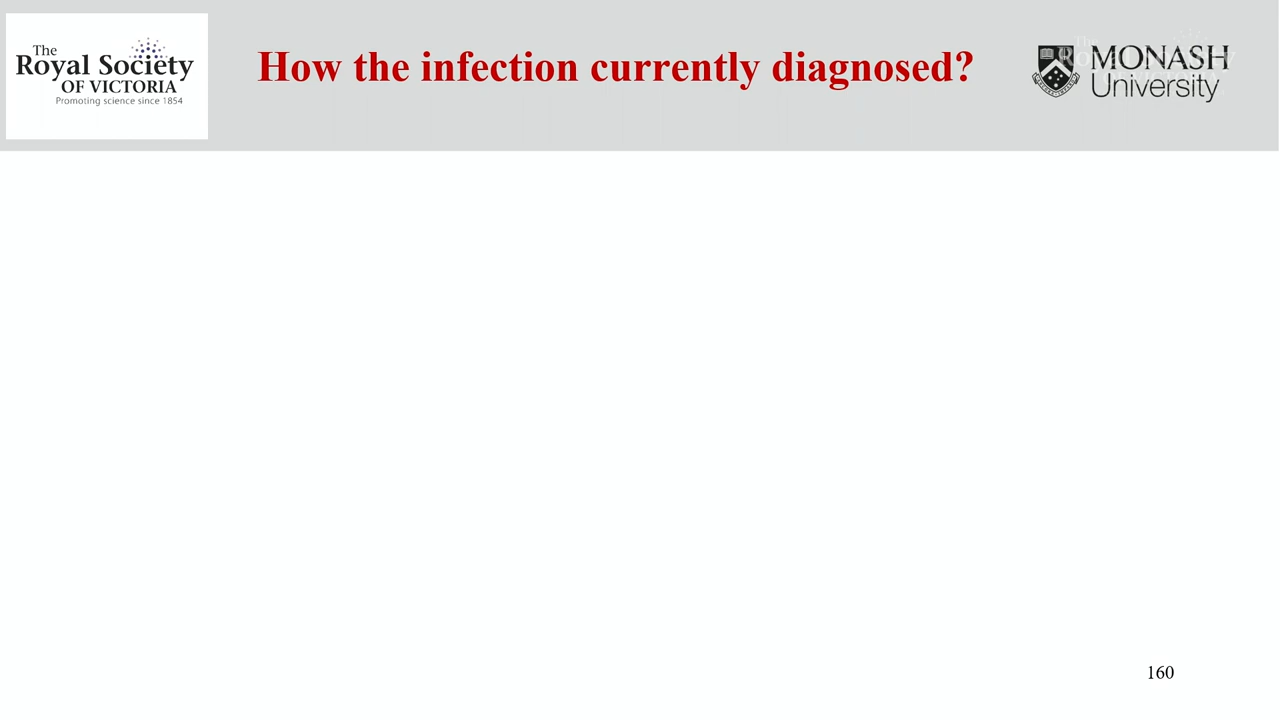 The
Royal Society
OF VICTORIA
Promoting science since 1854
How the infection currently diagnosed?
MONASH
University
160